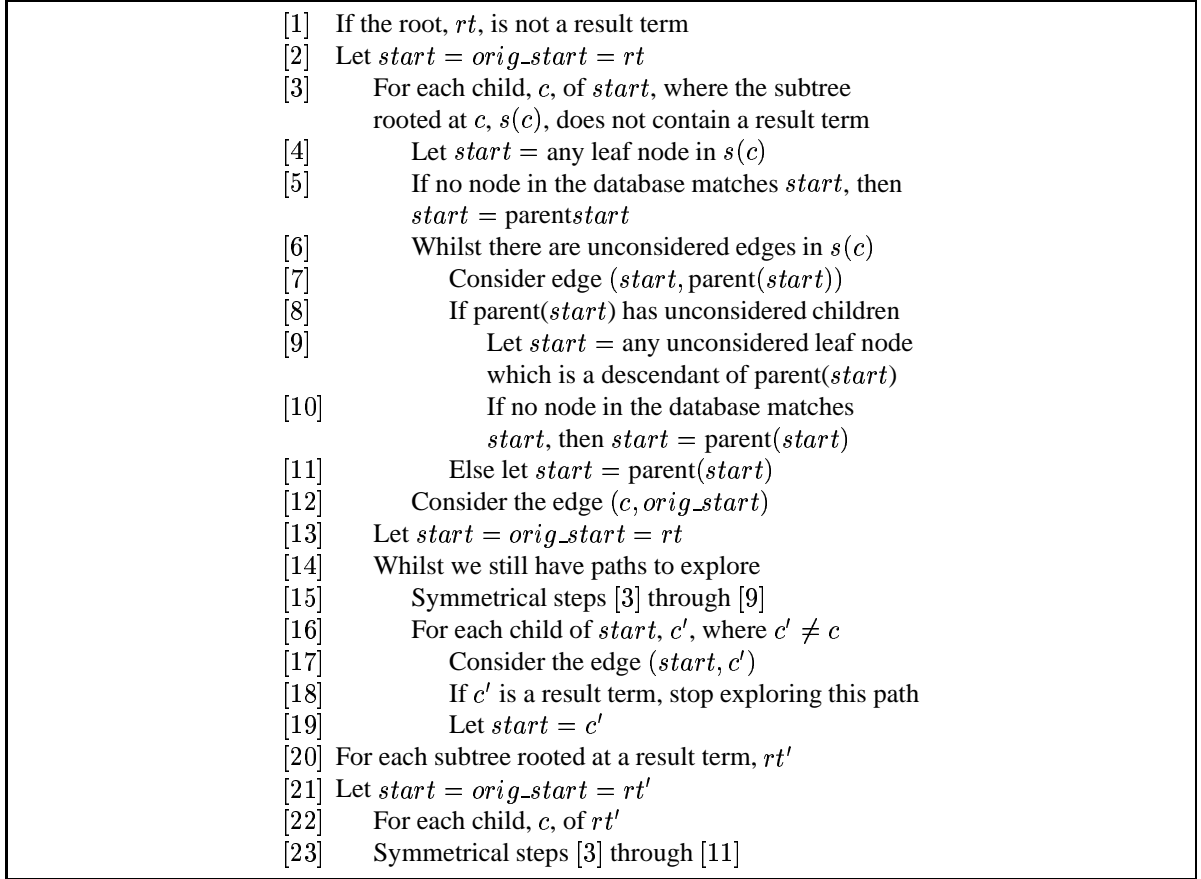 [1] If the root, rt, is not a result term
[2] Let start = orig_start = rt
[3] For each child, c, of start, where the subtree
rooted at c, s(c), does not contain a result term
[4] Let start = any leaf node in s(c)
[5] If no node in the database matches start, then
start = parentstart
[6] Whilst there are unconsidered edges in s(c)
[7] Consider edge (start, parent(start))
[8] If parent(start) has unconsidered children
[9] Let start = any unconsidered leaf node
which is a descendant of parent(start)
[10] If no node in the database matches
start, then start = parent(start)
[11] Else let start = parent(start)
[12] Consider the edge (c, orig_start)
[13] Let start = orig_start = rt
[14] Whilst we still have paths to explore
[15] Symmetrical steps [3] through [9]
[16] For each child of start, c′, where c′ ≠ c
[17] Consider the edge (start, c′)
[18] If c′ is a result term, stop exploring this path
[19] Let start = c′
[20] For each subtree rooted at a result term, rt′
[21] Let start = orig_start = rt′
[22] For each child, c, of rt′
[23] Symmetrical steps [3] through [11]